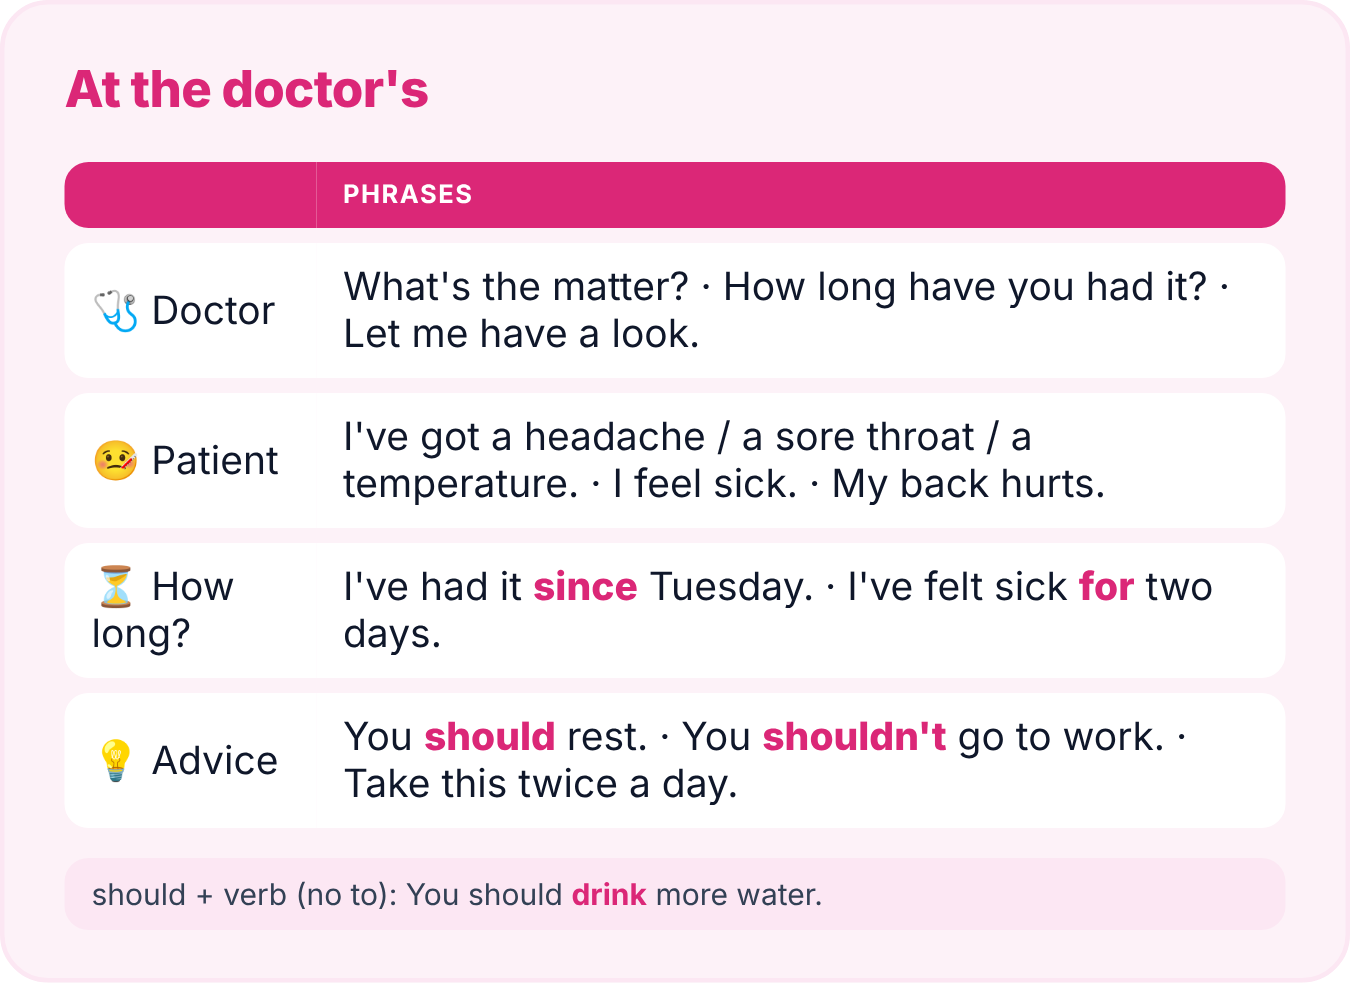 At the doctor's
PHRASES
🩺 Doctor
What's the matter? · How long have you had it? ·
Let me have a look.
🤒 Patient
I've got a headache / a sore throat / a
temperature. · I feel sick. · My back hurts.
⏳ How
long?
I've had it since Tuesday. · I've felt sick for two
days.
💡 Advice
You should rest. · You shouldn't go to work. ·
Take this twice a day.
should + verb (no to): You should drink more water.